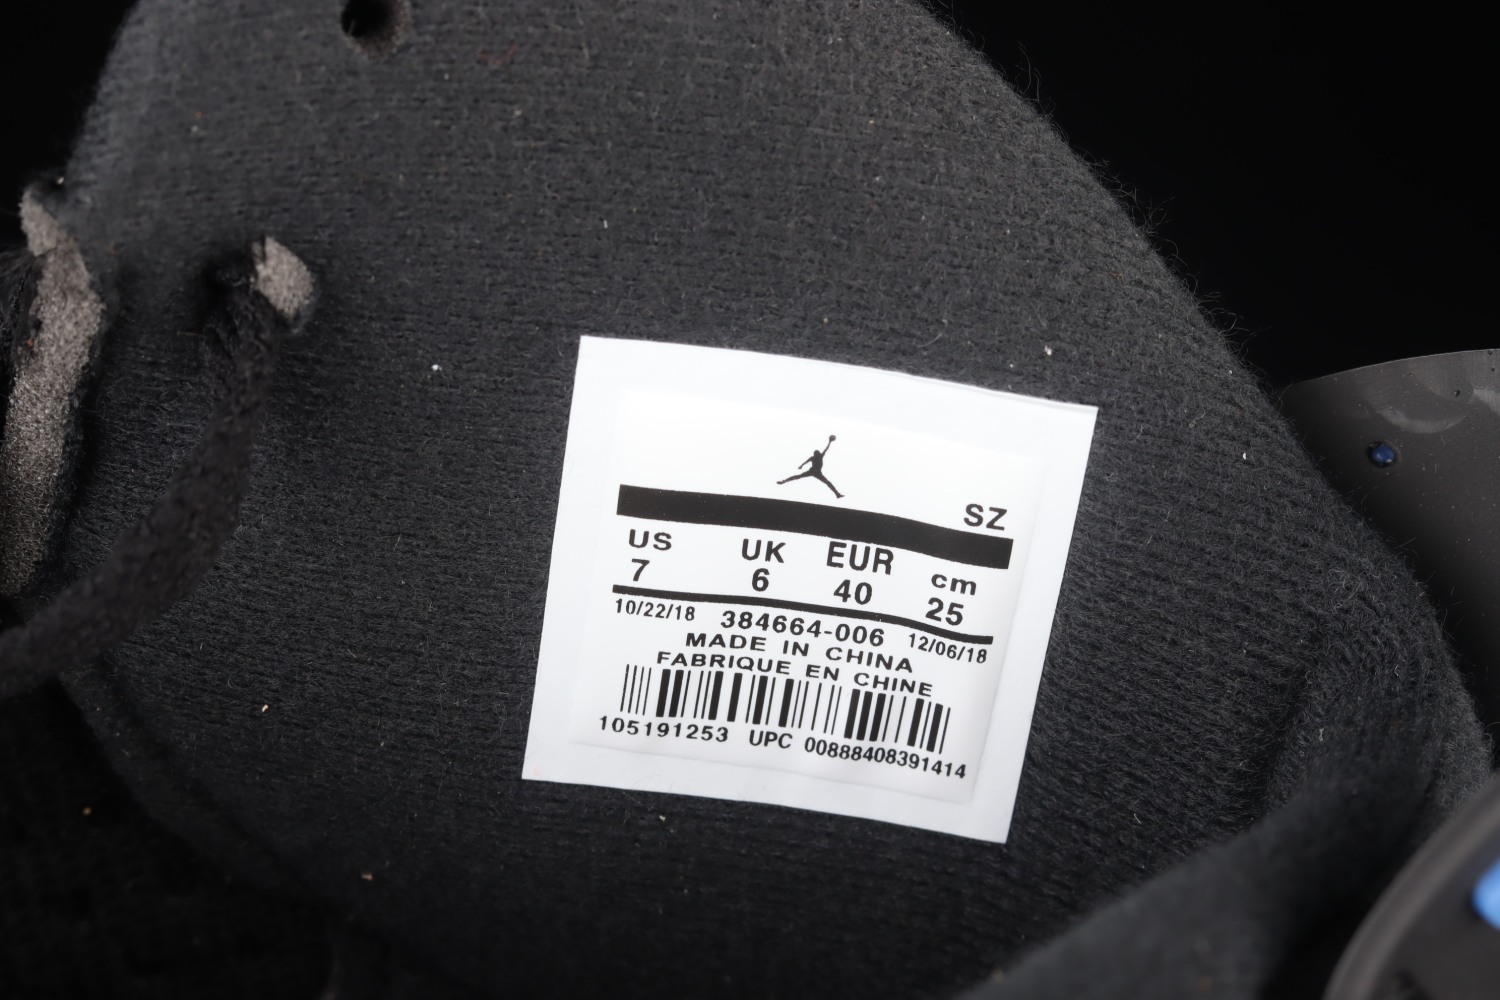 SZ
US UK EUR cm
7 6 40 25
10/22/18 384664-006 12/06/18
MADE IN CHINA
FABRIQUE EN CHINE
105191253 UPC 00888408391414